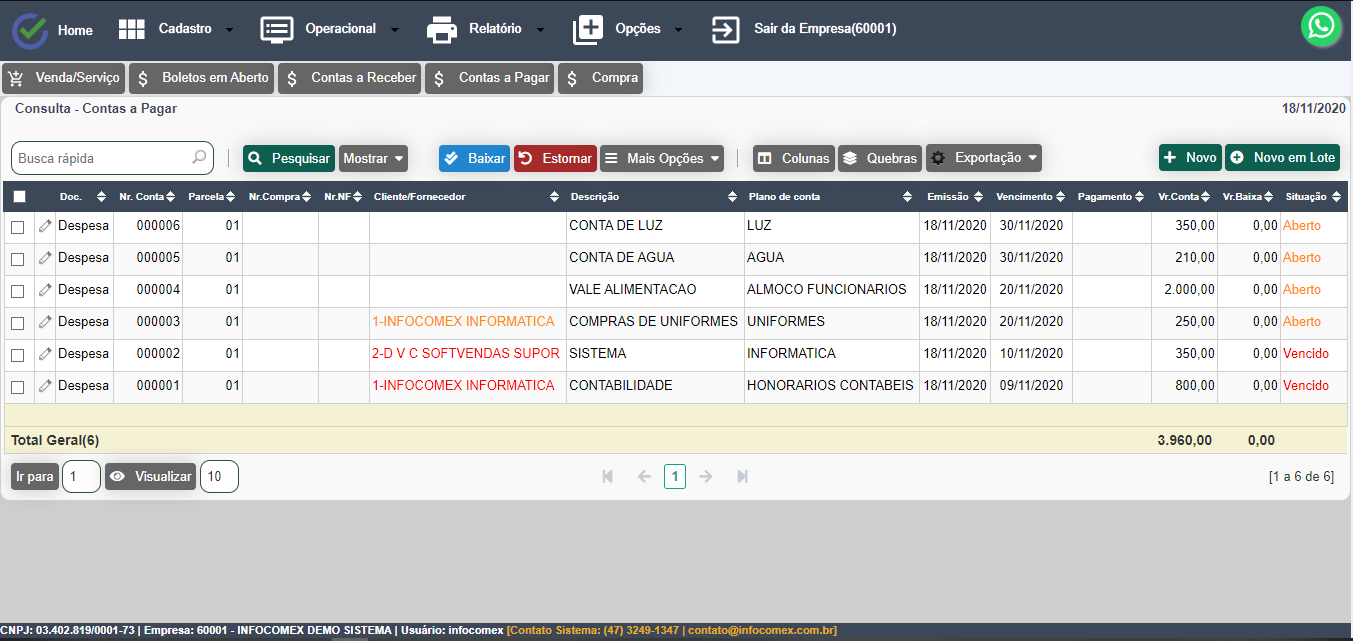 Home Cadastro Operacional Relatório Opções Sair da Empresa(60001)
Venda/Serviço $ Boletos em Aberto $ Contas a Receber $ Contas a Pagar $ Compra
Consulta - Contas a Pagar 18/11/2020
Busca rápida Pesquisar Mostrar Baixar Estornar Mais Opções Colunas Quebras Exportação Novo Novo em Lote
Doc. Nr. Conta Parcela Nr.Compra Nr.NF Cliente/Fornecedor Descrição Plano de conta Emissão Vencimento Pagamento Vr.Conta Vr.Baixa Situação
Despesa 000006 01 CONTA DE LUZ LUZ 18/11/2020 30/11/2020 350,00 0,00 Aberto
Despesa 000005 01 CONTA DE AGUA AGUA 18/11/2020 30/11/2020 210,00 0,00 Aberto
Despesa 000004 01 VALE ALIMENTACAO ALMOCO FUNCIONARIOS 18/11/2020 20/11/2020 2.000,00 0,00 Aberto
Despesa 000003 01 1-INFOCOMEX INFORMATICA COMPRAS DE UNIFORMES UNIFORMES 18/11/2020 20/11/2020 250,00 0,00 Aberto
Despesa 000002 01 2-D V C SOFTVENDAS SUPOR SISTEMA INFORMATICA 18/11/2020 10/11/2020 350,00 0,00 Vencido
Despesa 000001 01 1-INFOCOMEX INFORMATICA CONTABILIDADE HONORARIOS CONTABEIS 18/11/2020 09/11/2020 800,00 0,00 Vencido
Total Geral(6) 3.960,00 0,00
Ir para 1 Visualizar 10 1 [1 a 6 de 6]
CNPJ: 03.402.819/0001-73 | Empresa: 60001 - INFOCOMEX DEMO SISTEMA | Usuário: infocomex [Contato Sistema: (47) 3249-1347 | contato@infocomex.com.br]